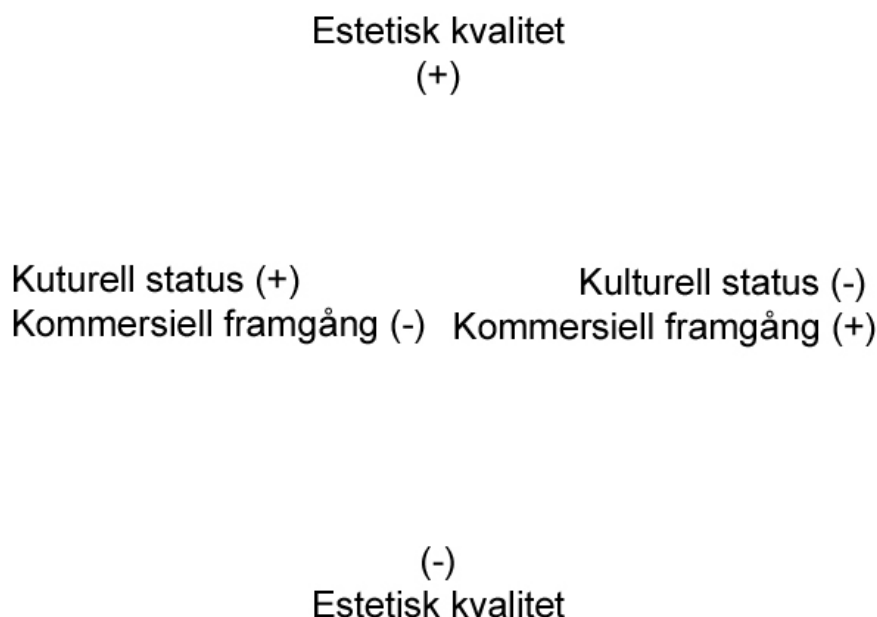 Estetisk kvalitet
(+)
Kuturell status (+)
Kommersiell framgång (-)
Kulturell status (-)
Kommersiell framgång (+)
(-)
Estetisk kvalitet